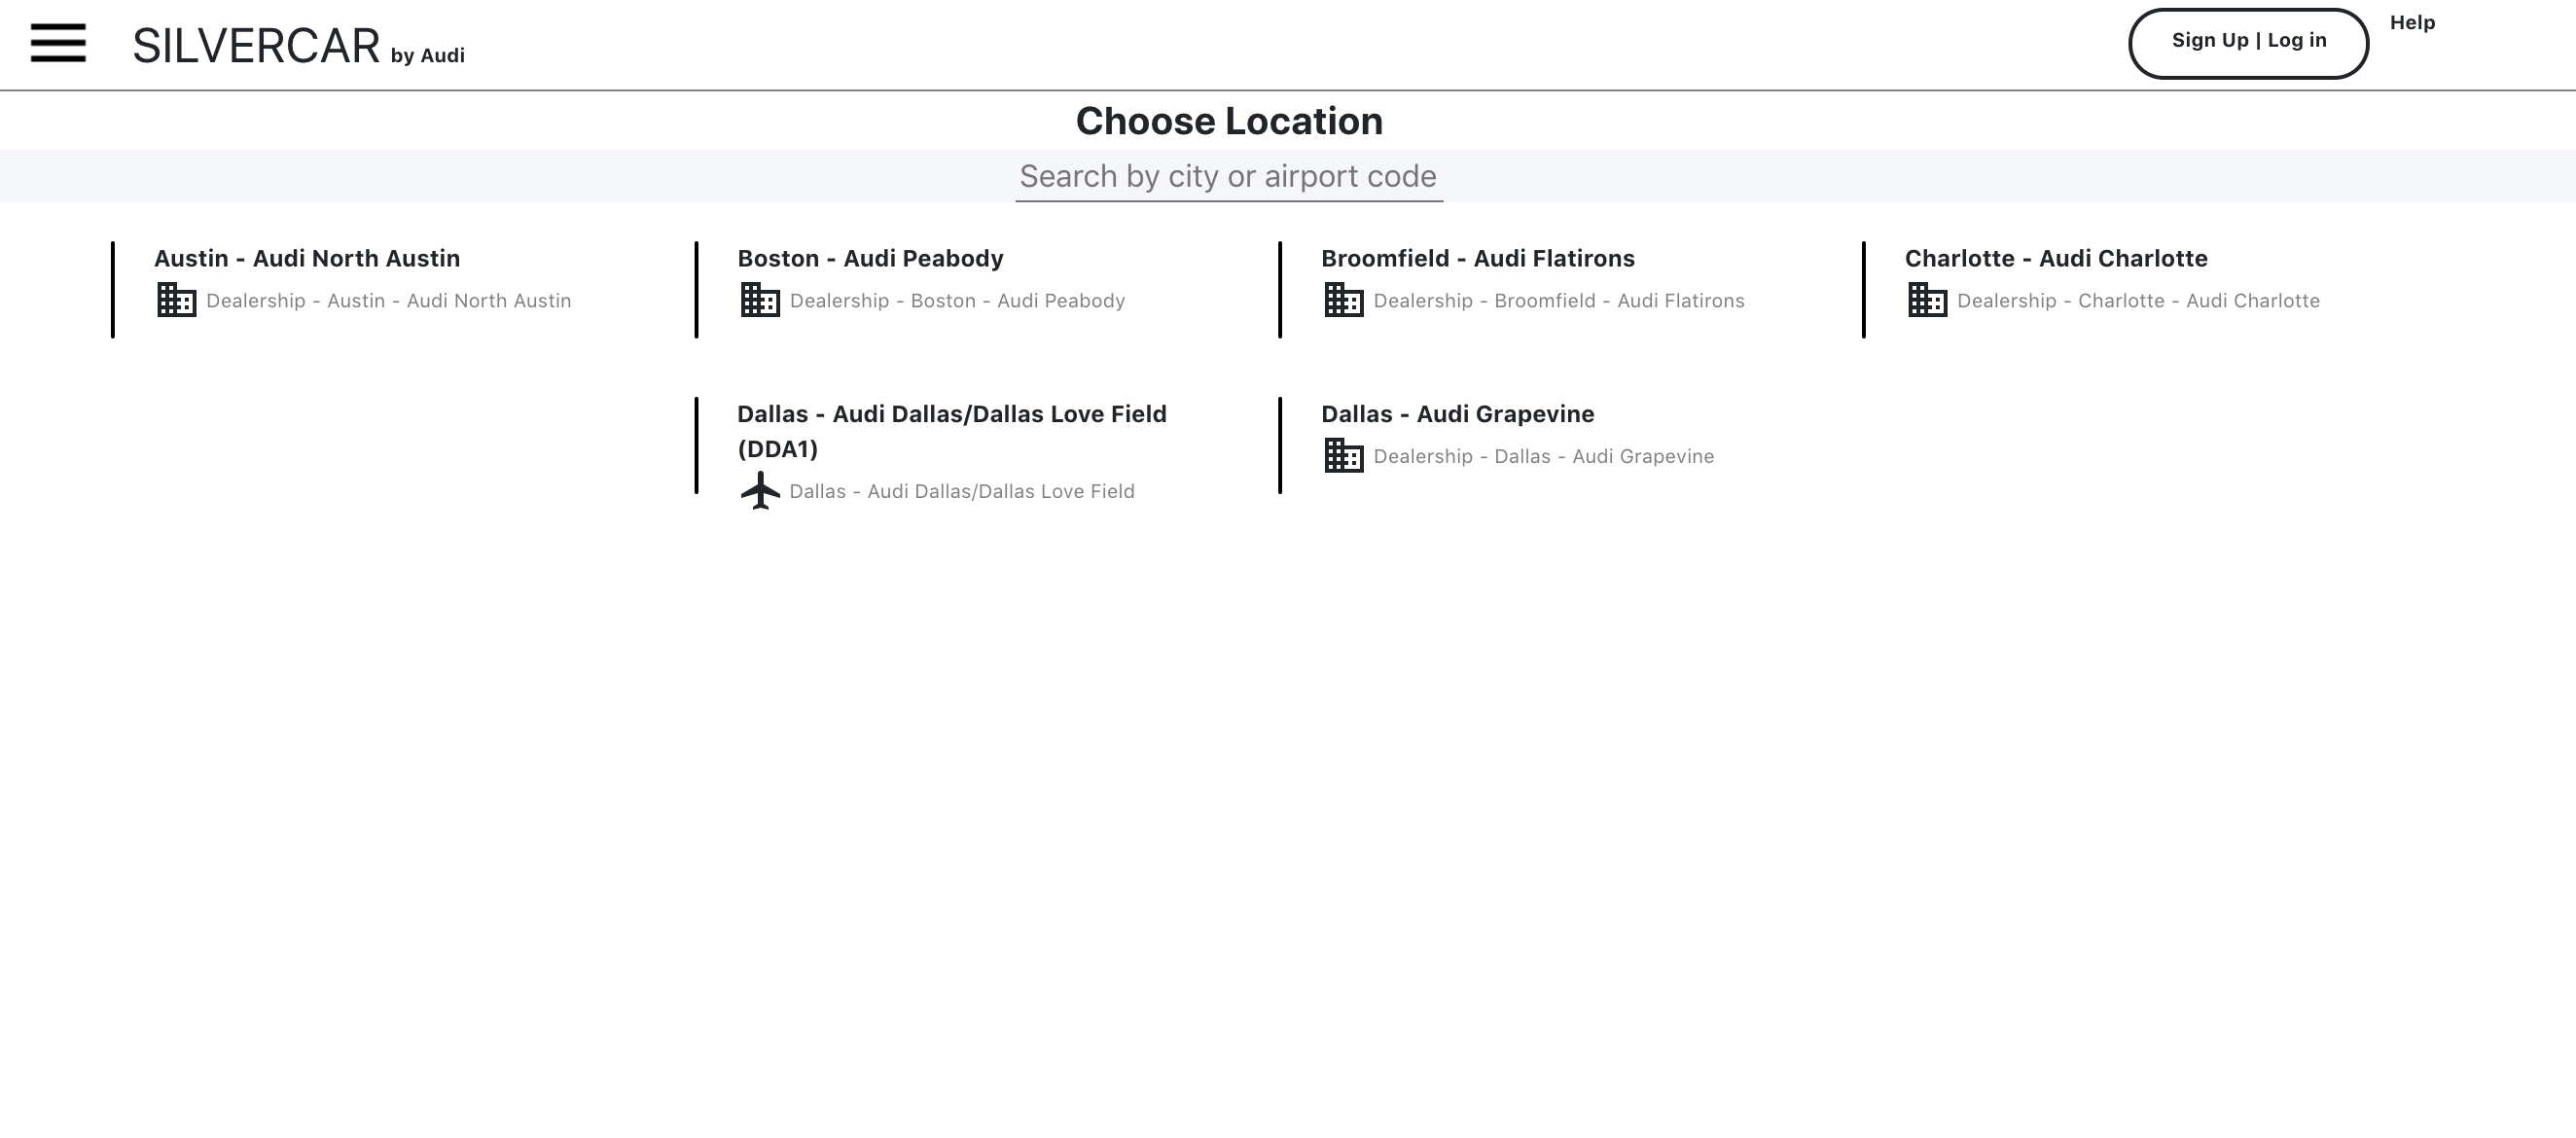 SILVERCAR by Audi
Sign Up | Log in
Help
Choose Location
Search by city or airport code
Austin - Audi North Austin
Dealership - Austin - Audi North Austin
Boston - Audi Peabody
Dealership - Boston - Audi Peabody
Broomfield - Audi Flatirons
Dealership - Broomfield - Audi Flatirons
Charlotte - Audi Charlotte
Dealership - Charlotte - Audi Charlotte
Dallas - Audi Dallas/Dallas Love Field
(DDA1)
Dallas - Audi Dallas/Dallas Love Field
Dallas - Audi Grapevine
Dealership - Dallas - Audi Grapevine